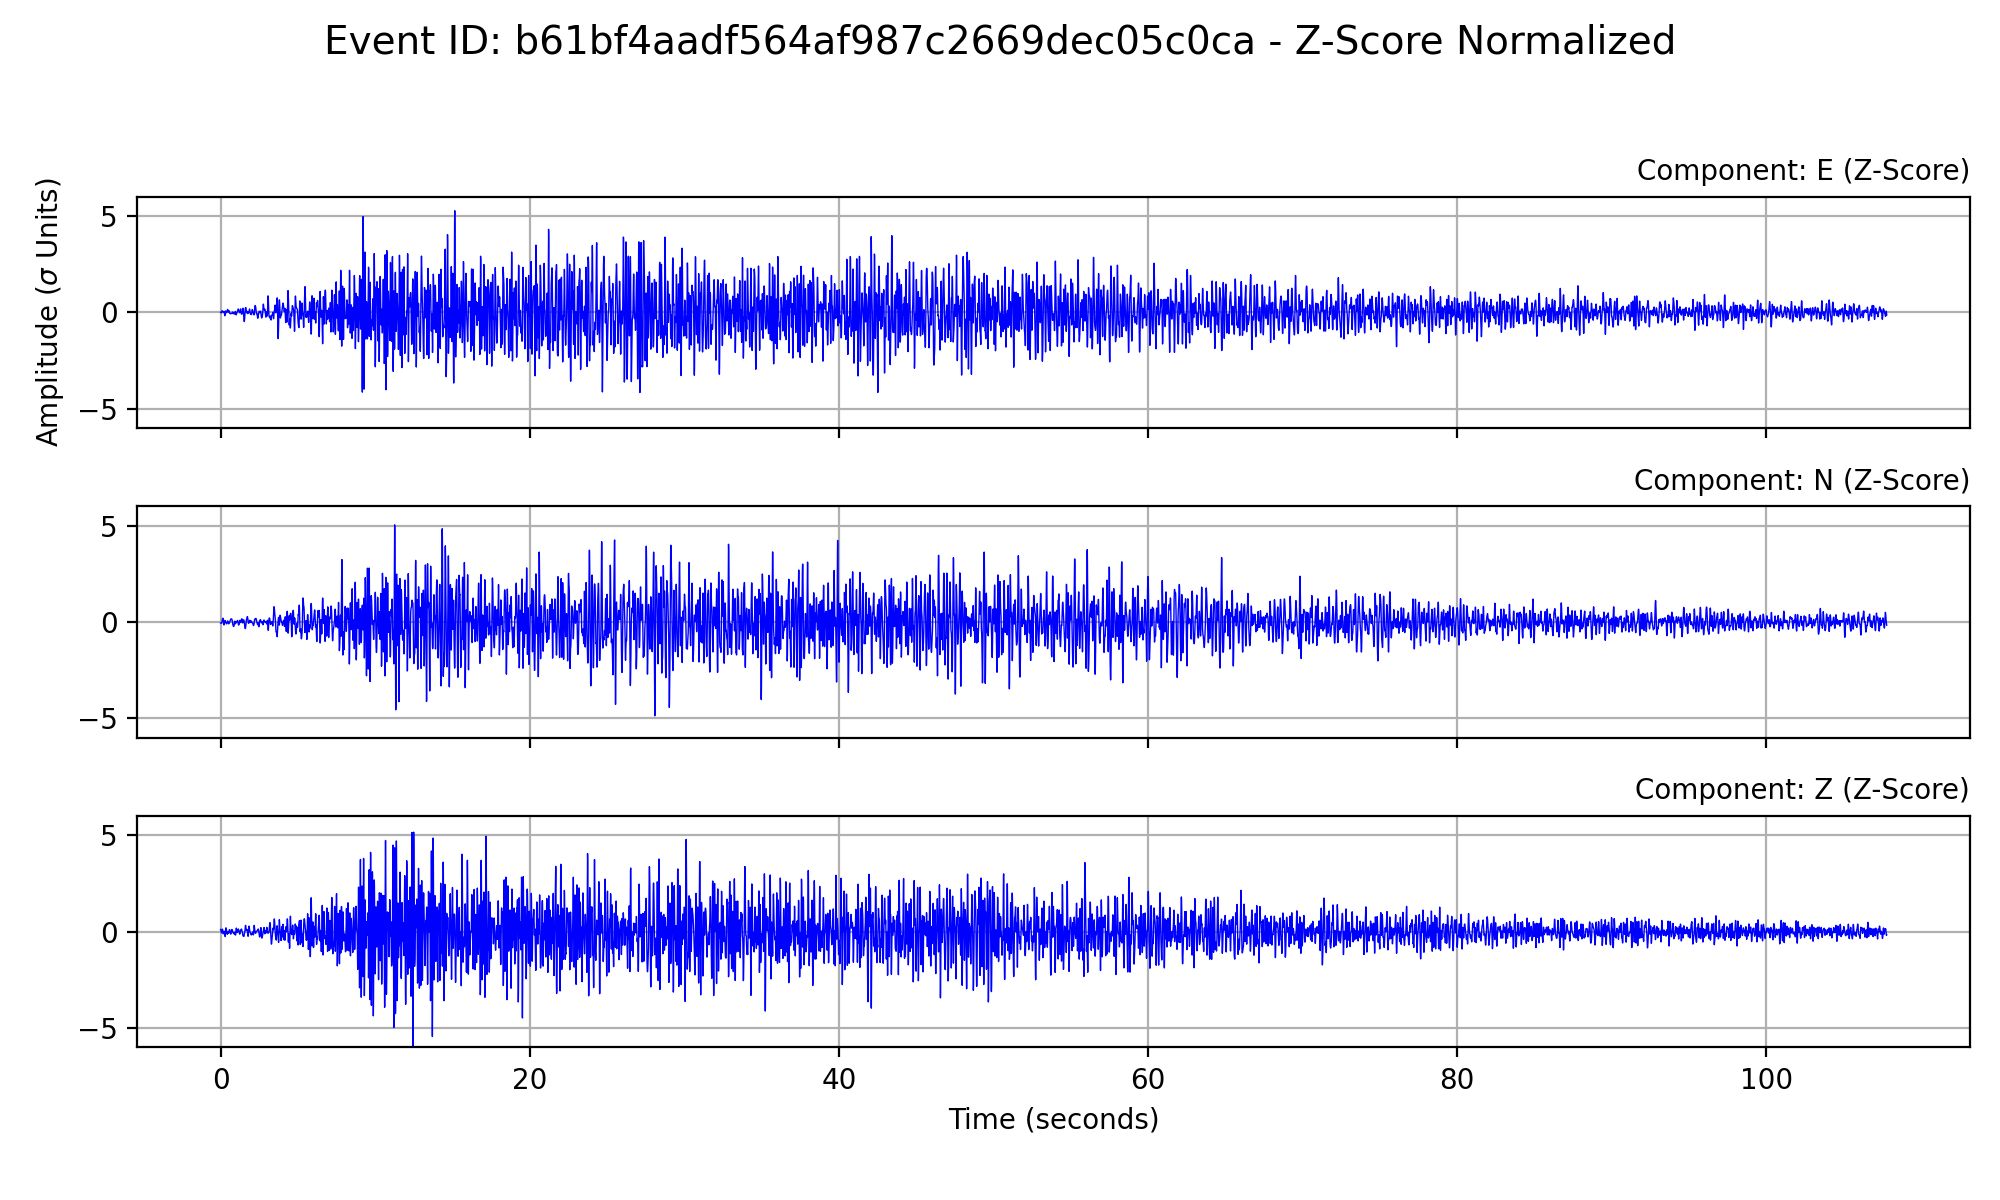 Event ID: b61bf4aadf564af987c2669dec05c0ca - Z-Score Normalized
Component: E (Z-Score)
Amplitude (σ Units)
5
0
−5
Component: N (Z-Score)
5
0
−5
Component: Z (Z-Score)
5
0
−5
0 20 40 60 80 100
Time (seconds)